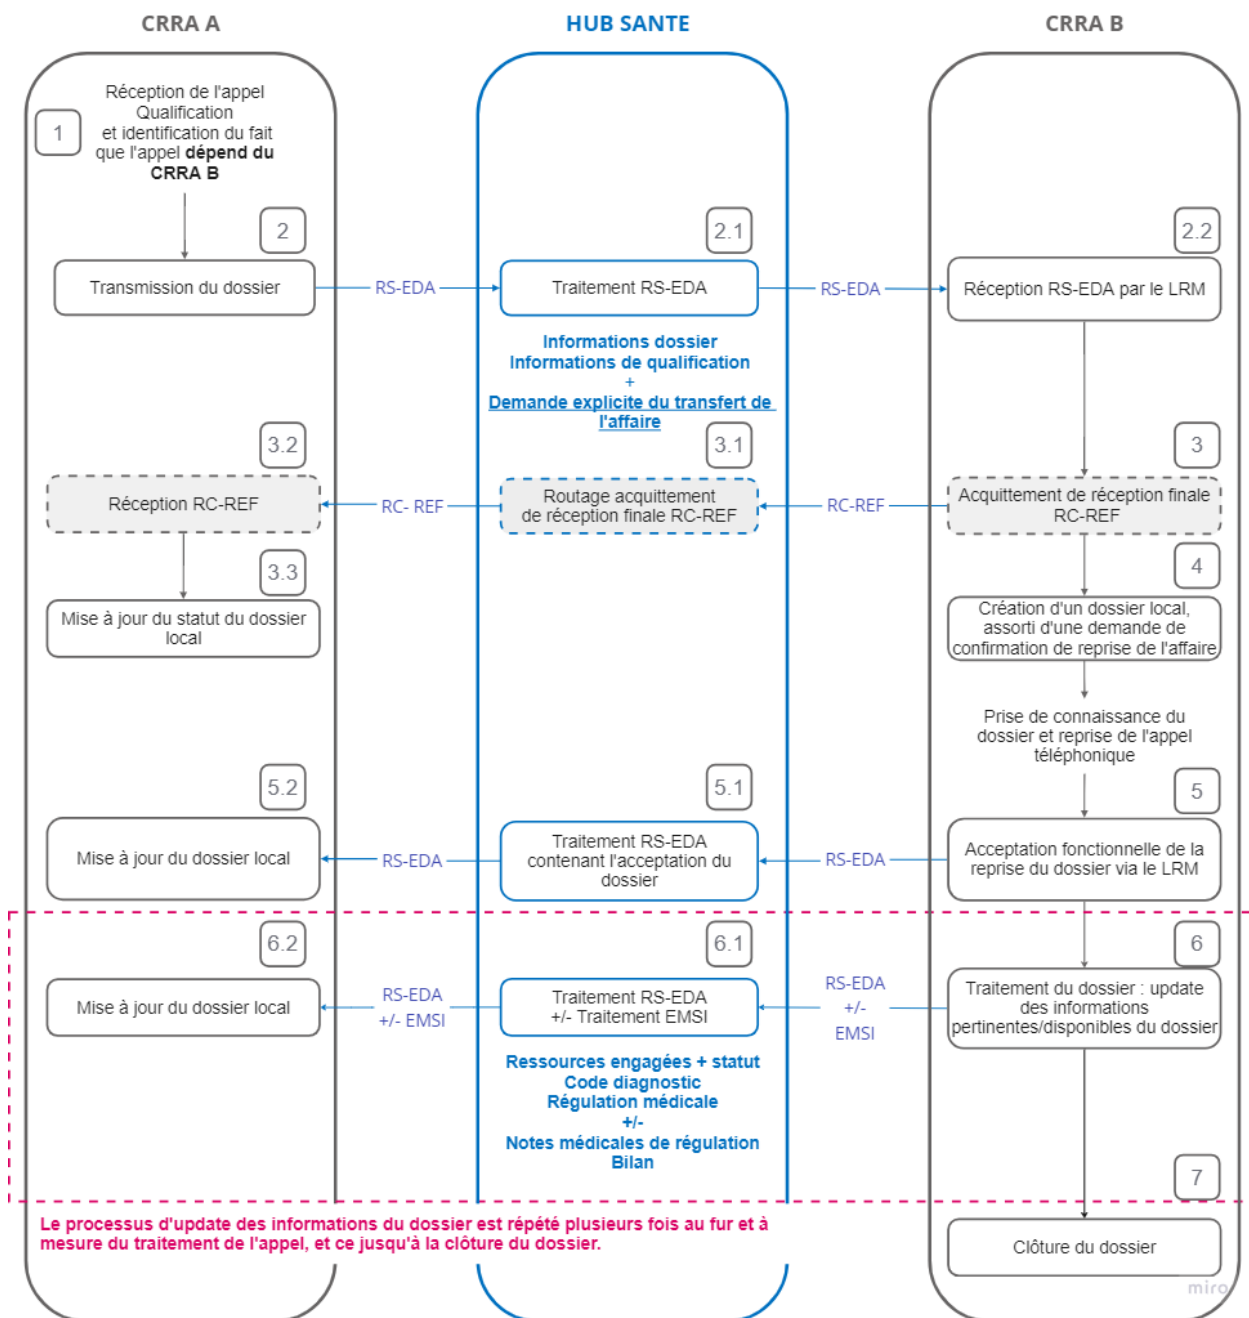 CRRA A
HUB SANTE
CRRA B
1
Réception de l'appel
Qualification
et identification du fait
que l'appel dépend du
CRRA B
2
2.1
2.2
Transmission du dossier
RS-EDA
Traitement RS-EDA
RS-EDA
Réception RS-EDA par le LRM
Informations dossier
Informations de qualification
+
Demande explicite du transfert de
l'affaire
3.2
3.1
3
Réception RC-REF
RC- REF
Routage acquittement
de réception finale RC-REF
RC-REF
Acquittement de réception finale
RC-REF
3.3
4
Mise à jour du statut du dossier
local
Création d'un dossier local,
assorti d'une demande de
confirmation de reprise de l'affaire
Prise de connaissance du
dossier et reprise de l'appel
téléphonique
5.2
5.1
5
Mise à jour du dossier local
RS-EDA
Traitement RS-EDA
contenant l'acceptation du
dossier
RS-EDA
Acceptation fonctionnelle de la
reprise du dossier via le LRM
6.2
6.1
6
Mise à jour du dossier local
RS-EDA
+/- EMSI
Traitement RS-EDA
+/- Traitement EMSI
RS-EDA
+/-
EMSI
Traitement du dossier : update
des informations
pertinentes/disponibles du dossier
Ressources engagées + statut
Code diagnostic
Régulation médicale
+/-
Notes médicales de régulation
Bilan
7
Le processus d'update des informations du dossier est répété plusieurs fois au fur et à
mesure du traitement de l'appel, et ce jusqu'à la clôture du dossier.
Clôture du dossier
miro